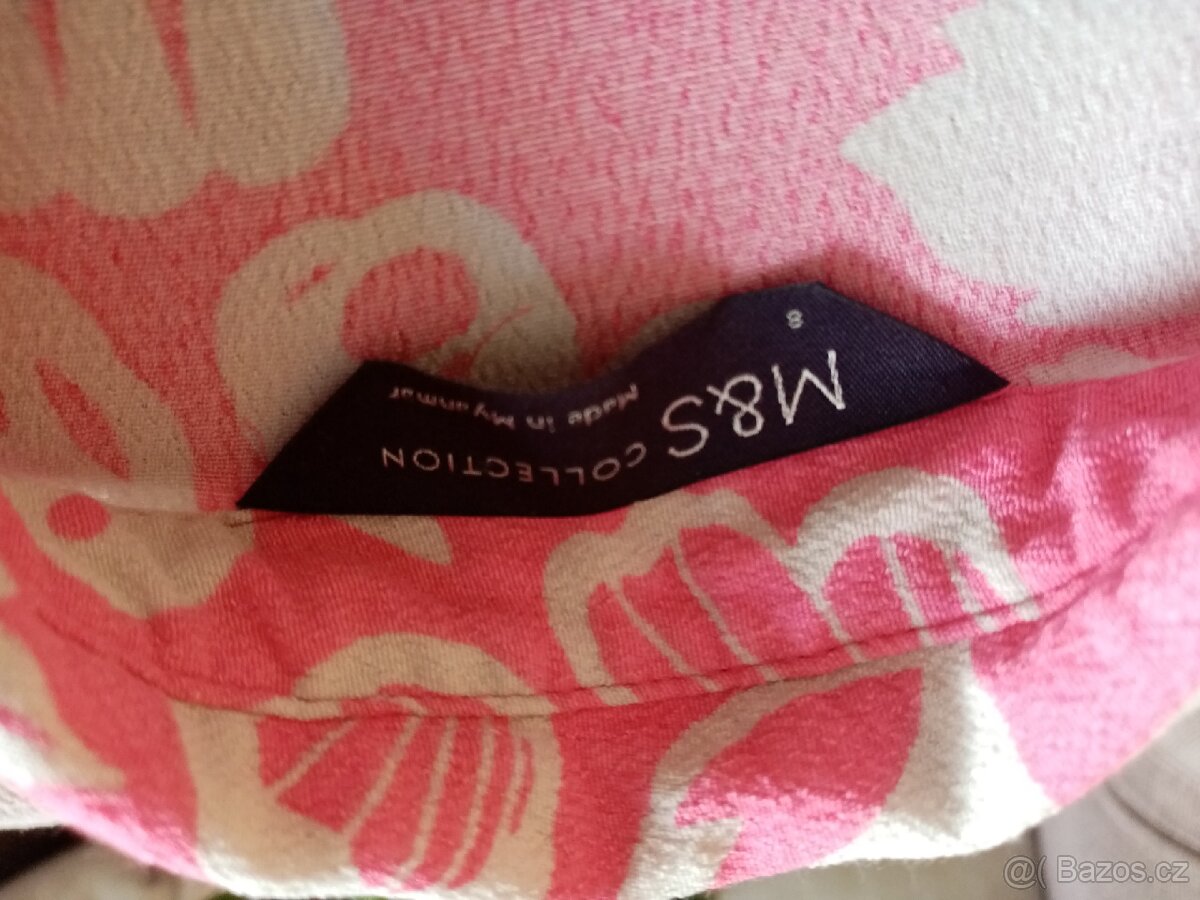 8
M&S COLLECTION
Made in Myanmar
@( Bazos.cz